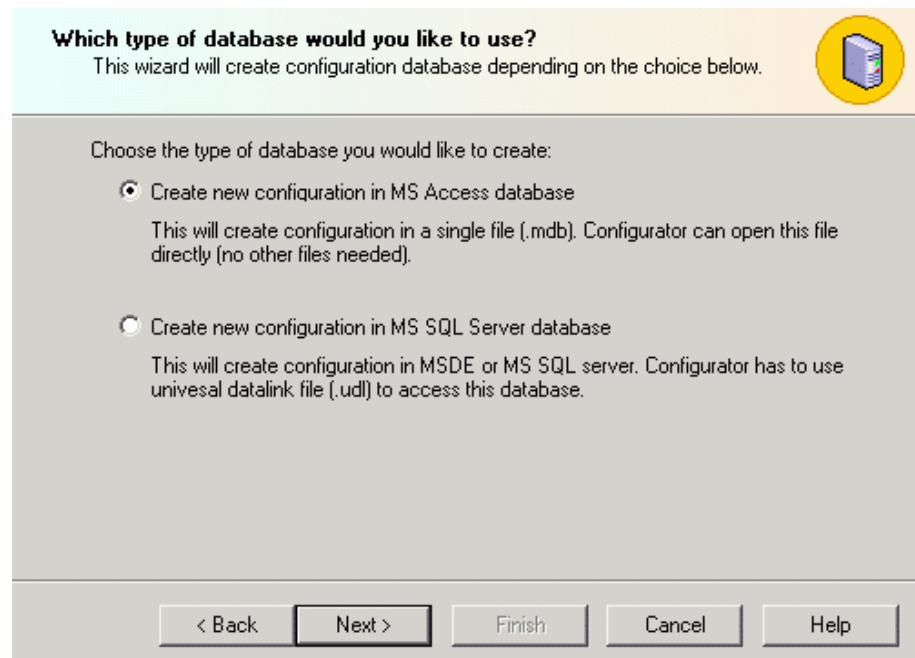 Which type of database would you like to use?
This wizard will create configuration database depending on the choice below.
Choose the type of database you would like to create:
Create new configuration in MS Access database
This will create configuration in a single file (.mdb). Configurator can open this file
directly (no other files needed).
Create new configuration in MS SQL Server database
This will create configuration in MSDE or MS SQL server. Configurator has to use
univesal datalink file (.udl) to access this database.
< Back
Next >
Finish
Cancel
Help